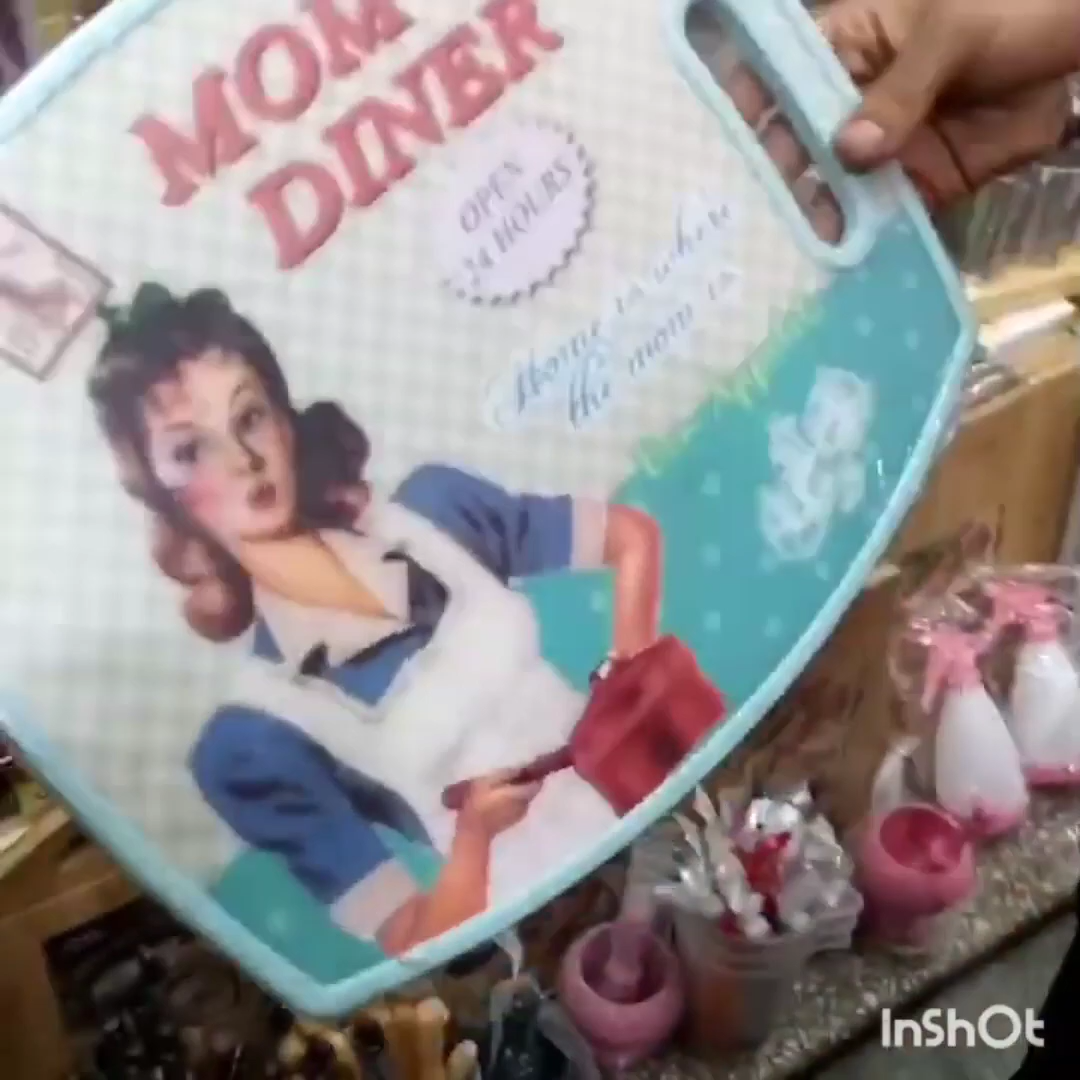 MOM
DINER
OPEN
24 HOURS
Home is where
the mom is
InShOt